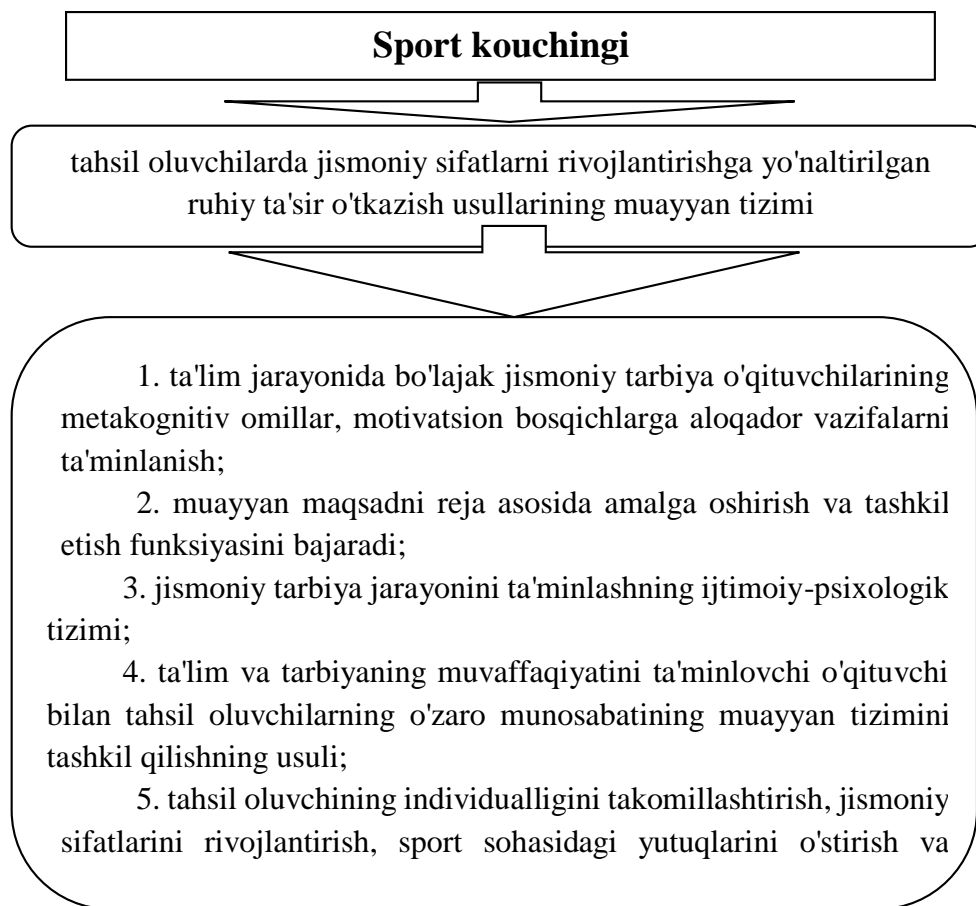 Sport kouchingi
tahsil oluvchilarda jismoniy sifatlarni rivojlantirishga yo'naltirilgan
ruhiy ta'sir o'tkazish usullarining muayyan tizimi
1. ta'lim jarayonida bo'lajak jismoniy tarbiya o'qituvchilarining
metakognitiv omillar, motivatsion bosqichlarga aloqador vazifalarni
ta'minlanish;
2. muayyan maqsadni reja asosida amalga oshirish va tashkil
etish funksiyasini bajaradi;
3. jismoniy tarbiya jarayonini ta'minlashning ijtimoiy-psixologik
tizimi;
4. ta'lim va tarbiyaning muvaffaqiyatini ta'minlovchi o'qituvchi
bilan tahsil oluvchilarning o'zaro munosabatining muayyan tizimini
tashkil qilishning usuli;
5. tahsil oluvchining individualligini takomillashtirish, jismoniy
sifatlarini rivojlantirish, sport sohasidagi yutuqlarini o'stirish va